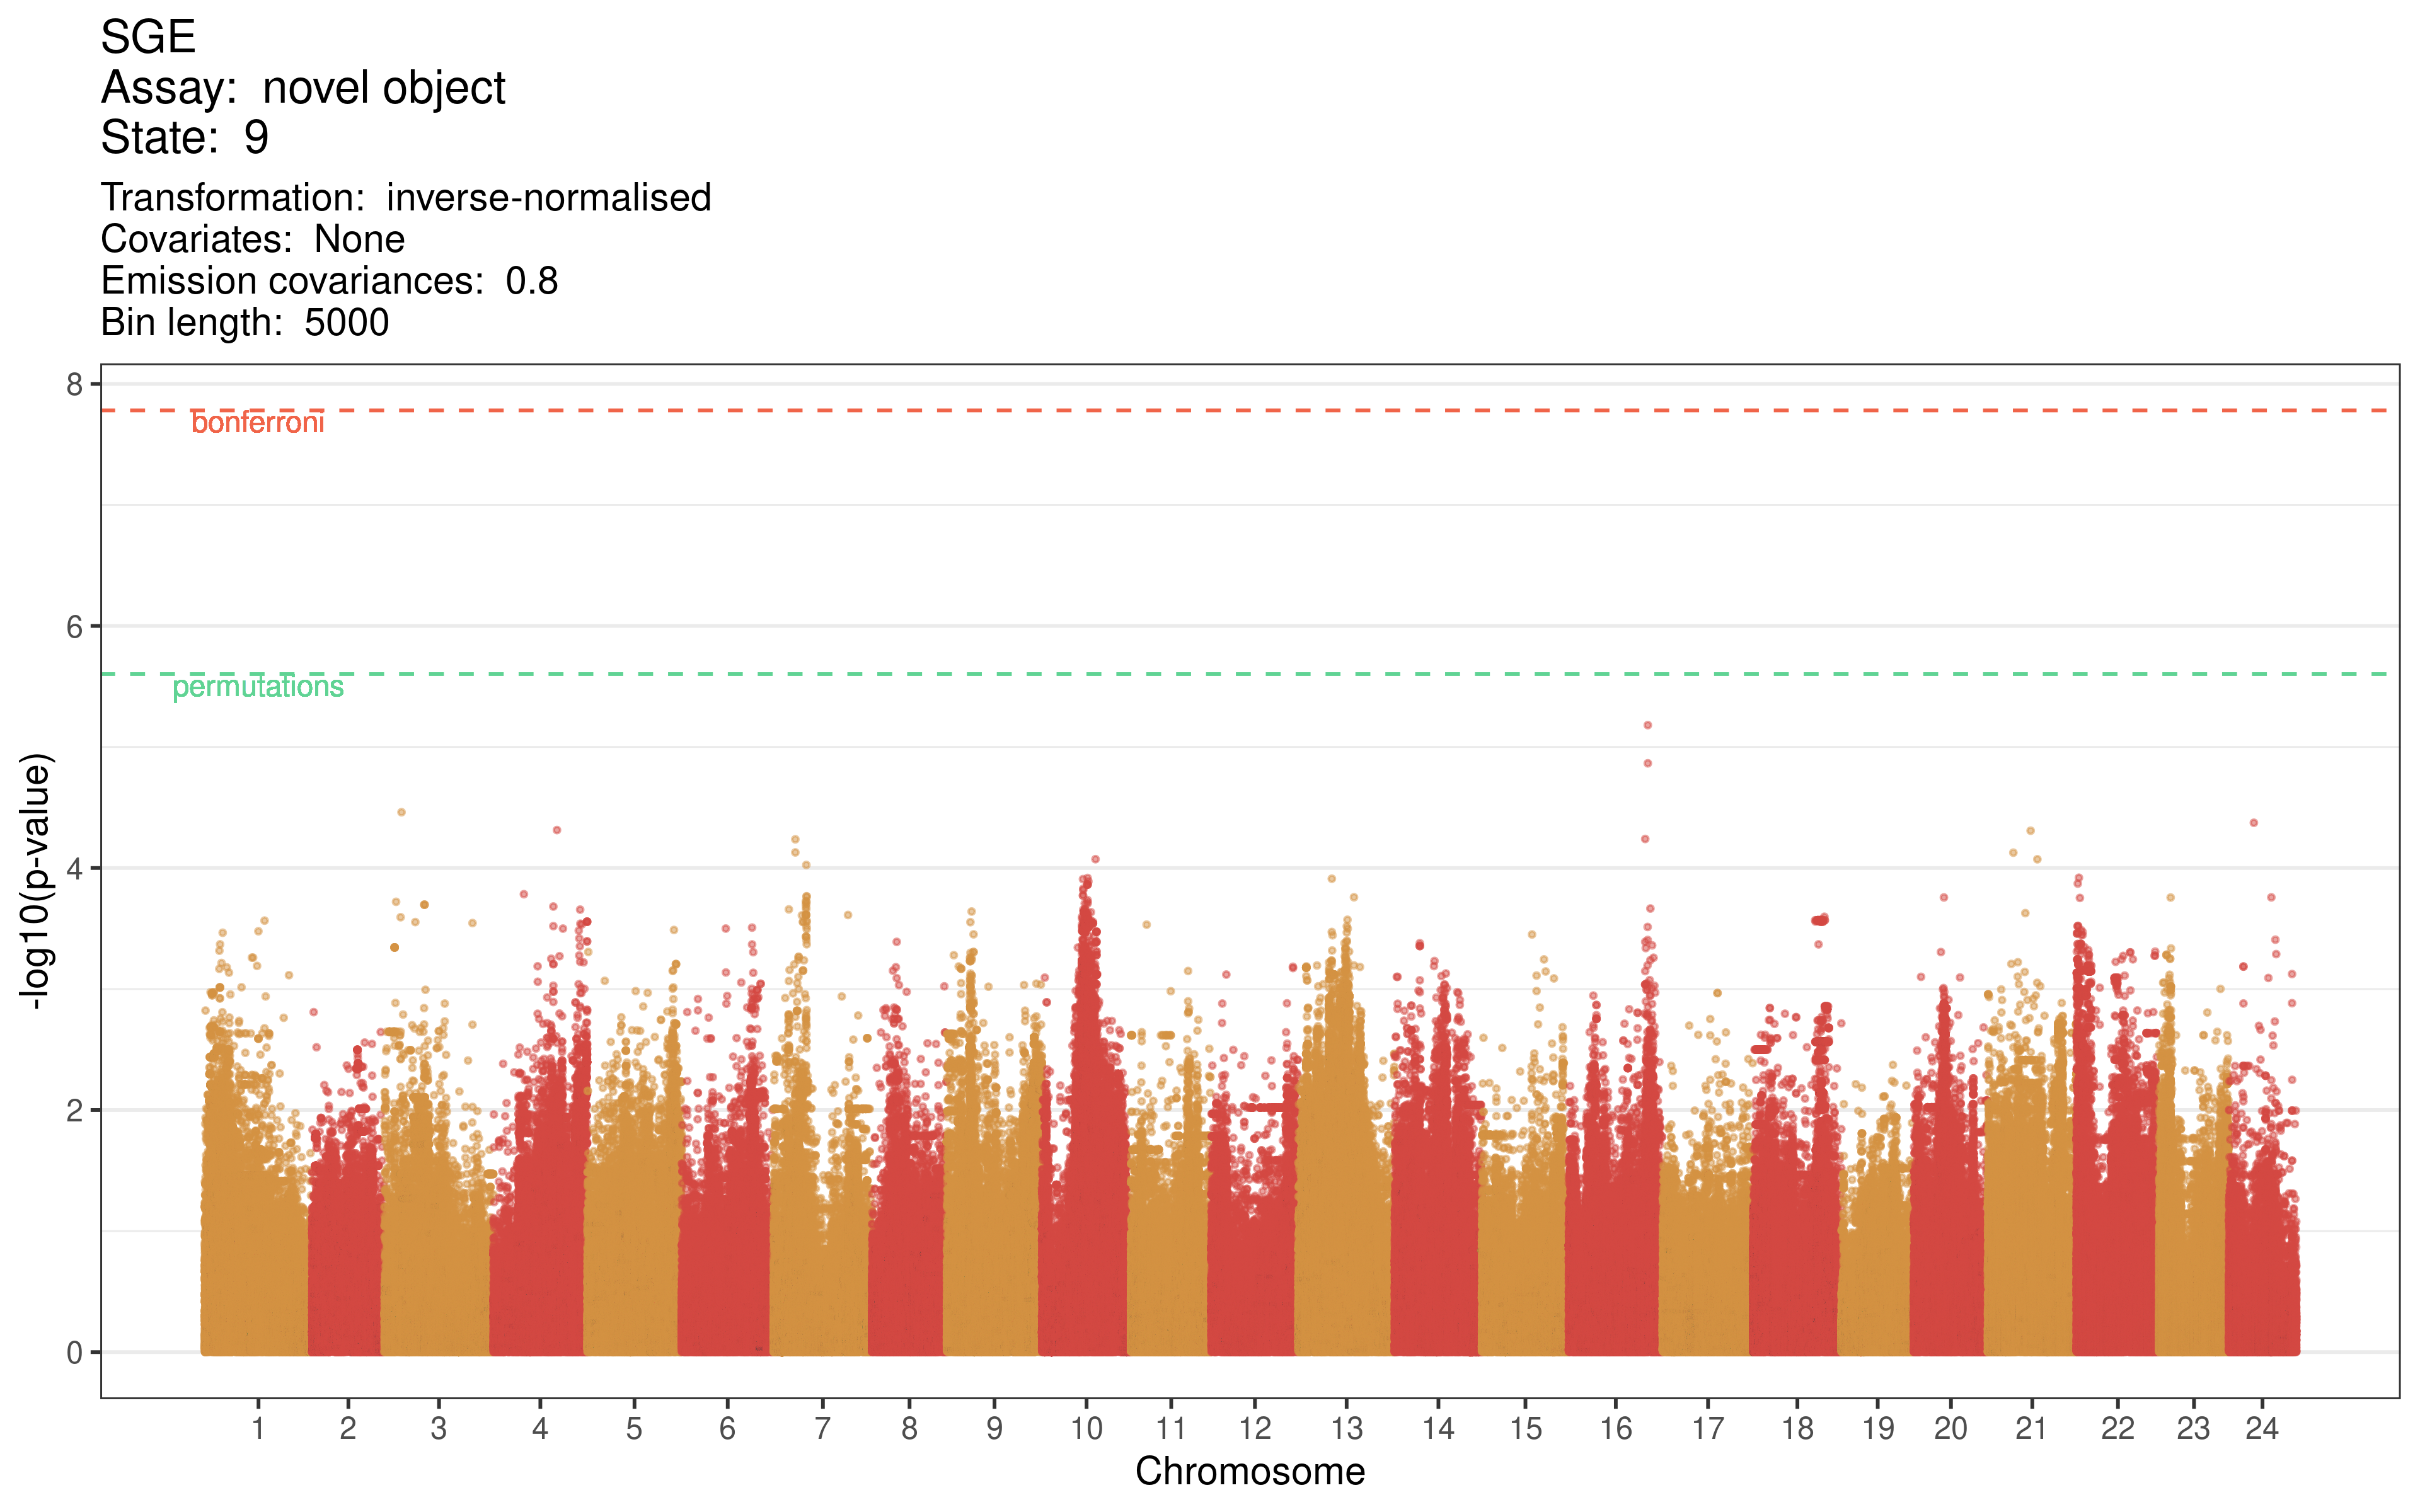 SGE
Assay:  novel object
State:  9
Transformation:  inverse-normalised
Covariates:  None
Emission covariances:  0.8
Bin length:  5000
8
bonferroni
6
permutations
4
2
0
-log10(p-value)
1 2 3 4 5 6 7 8 9 10 11 12 13 14 15 16 17 18 19 20 21 22 23 24
Chromosome